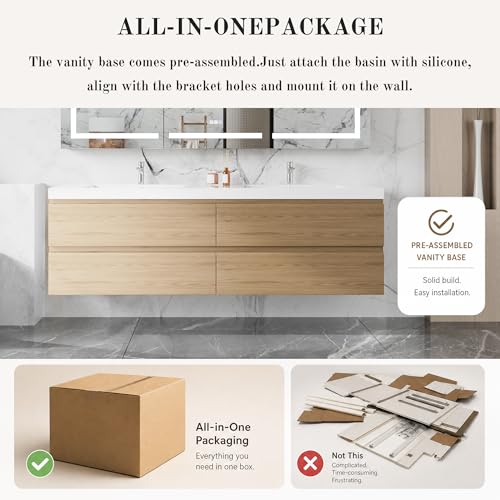 ALL-IN-ONEPACKAGE
The vanity base comes pre-assembled.Just attach the basin with silicone,
align with the bracket holes and mount it on the wall.
PRE-ASSEMBLED
VANITY BASE
Solid build.
Easy installation.
All-in-One
Packaging
Everything you
need in one box.
Not This
Complicated.
Time-consuming.
Frustrating.